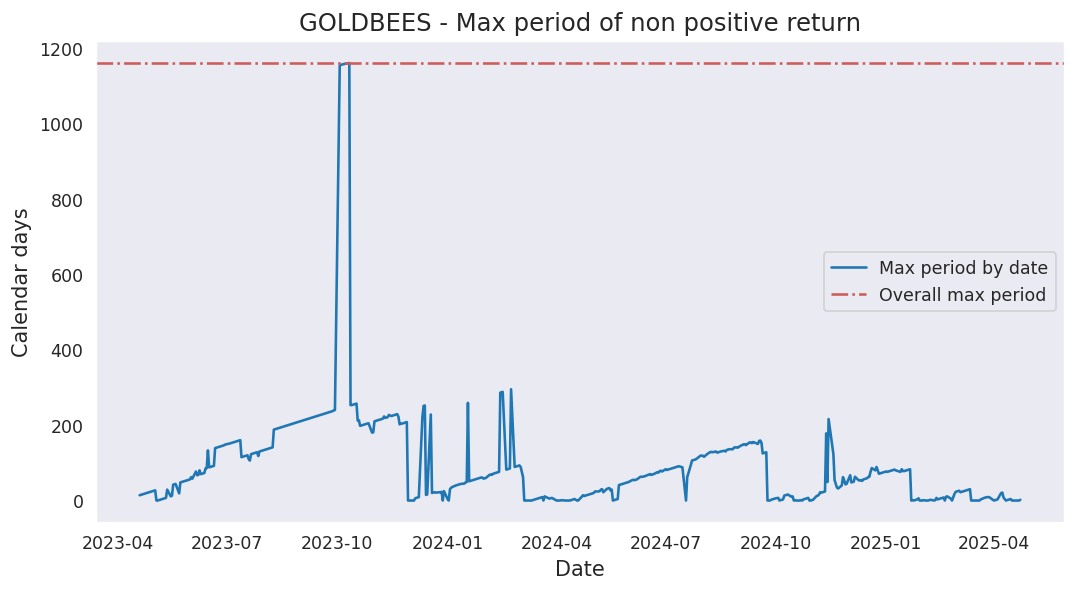 GOLDBEES - Max period of non positive return
1200
1000
800
600
400
200
0
Calendar days
Max period by date
Overall max period
2023-04 2023-07 2023-10 2024-01 2024-04 2024-07 2024-10 2025-01 2025-04
Date